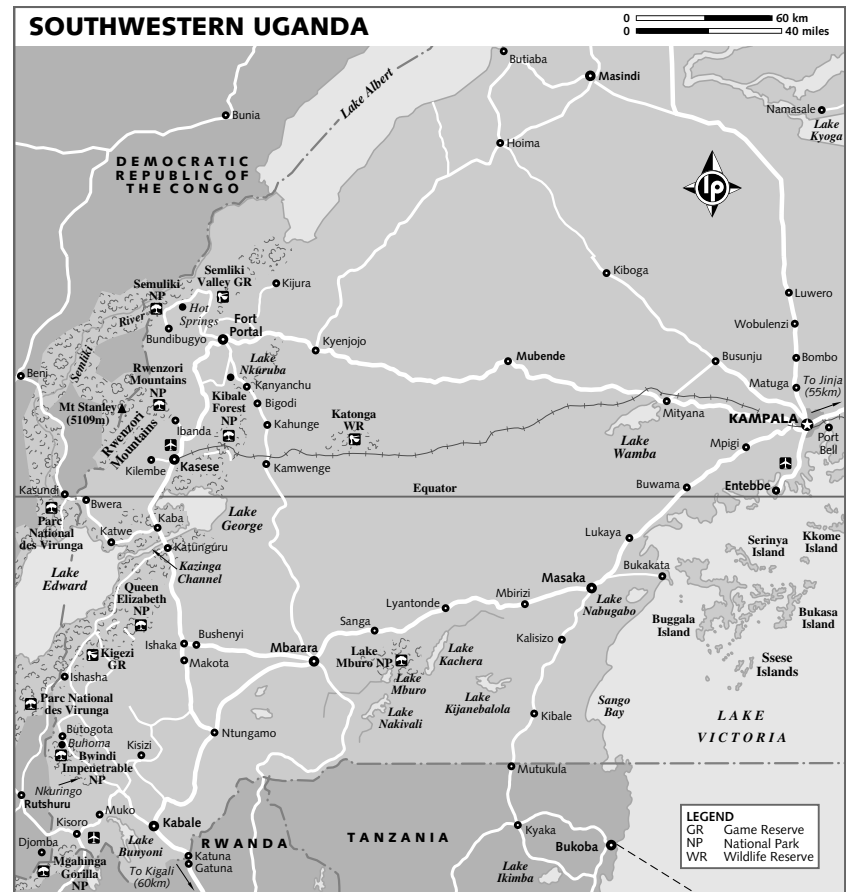 SOUTHWESTERN UGANDA
0 60 km
0 40 miles
Butiaba
Masindi
Lake Albert
Bunia
Namasale
Lake
Kyoga
Hoima
DEMOCRATIC
REPUBLIC OF
THE CONGO
lp
Semliki
Valley GR
Kijura
Kiboga
Semuliki
NP
Hot
Springs
River
Semliki
Luwero
Fort
Portal
Bundibugyo
Wobulenzi
Kyenjojo
Mubende
Busunju
Bombo
Lake
Nkuruba
Beni
Rwenzori
Mountains
NP
Kanyanchu
Matuga
To Jinja
(55km)
Mt Stanley
(5109m)
Kibale
Forest
NP
Bigodi
Katonga
WR
Mityana
KAMPALA
Rwenzori
Mountains
Ibanda
Kahunge
Lake
Wamba
Mpigi
Port
Bell
Kilembe
Kasese
Kamwenge
Buwama
Entebbe
Kasundi
Equator
Bwera
Parc
National
des Virunga
Kaba
Lake
George
Katwe
Katunguru
Lukaya
Serinya
Island
Kkome
Island
Kazinga
Channel
Lake
Edward
Bukakata
Masaka
Queen
Elizabeth
NP
Lake
Nabugabo
Mbirizi
Lyantonde
Buggala
Island
Bukasa
Island
Sanga
Kalisizo
Bushenyi
Ishaka
Mbarara
Lake
Mburo NP
Lake
Kachera
Kigezi
GR
Makota
Ssese
Islands
Ishasha
Lake
Mburo
Lake
Kijanebalola
Parc National
des Virunga
Lake
Nakivali
Sango
Bay
Kibale
LAKE
VICTORIA
Butogota
Buhoma
Ntungamo
Kisizi
Bwindi
Impenetrable
NP
Mutukula
Nkuringo
Rutshuru
Muko
Kabale
Kisoro
Lake
Bunyoni
RWANDA
TANZANIA
Kyaka
Djomba
Katuna
Gatuna
Bukoba
Mgahinga
Gorilla
NP
To Kigali
(60km)
Lake
Ikimba
LEGEND
GR Game Reserve
NP National Park
WR Wildlife Reserve